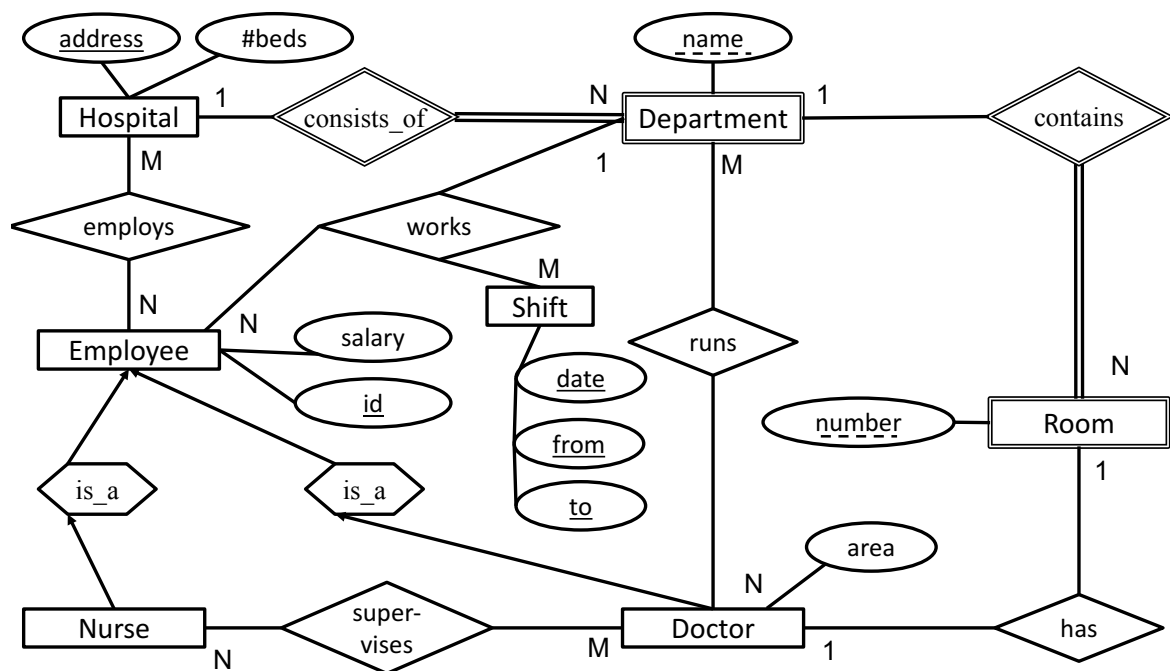 address
#beds
name
1
N
1
Hospital
consists_of
Department
contains
M
1
M
employs
works
N
M
Shift
N
salary
runs
N
Employee
date
id
number
Room
from
1
is_a
is_a
to
area
N
super-
vises
Nurse
Doctor
has
N
M
1